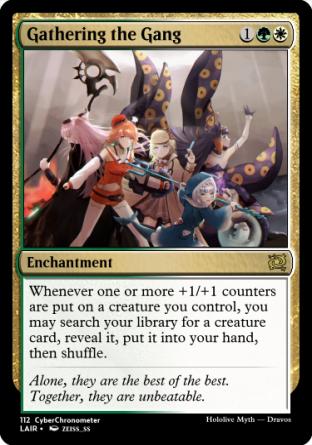 Gathering the Gang 1
Enchantment
Whenever one or more +1/+1 counters
are put on a creature you control, you
may search your library for a creature
card, reveal it, put it into your hand,
then shuffle.
Alone, they are the best of the best.
Together, they are unbeatable.
112 CyberChronometer Hololive Myth — Dravos
LAIR • ZEISS_SS